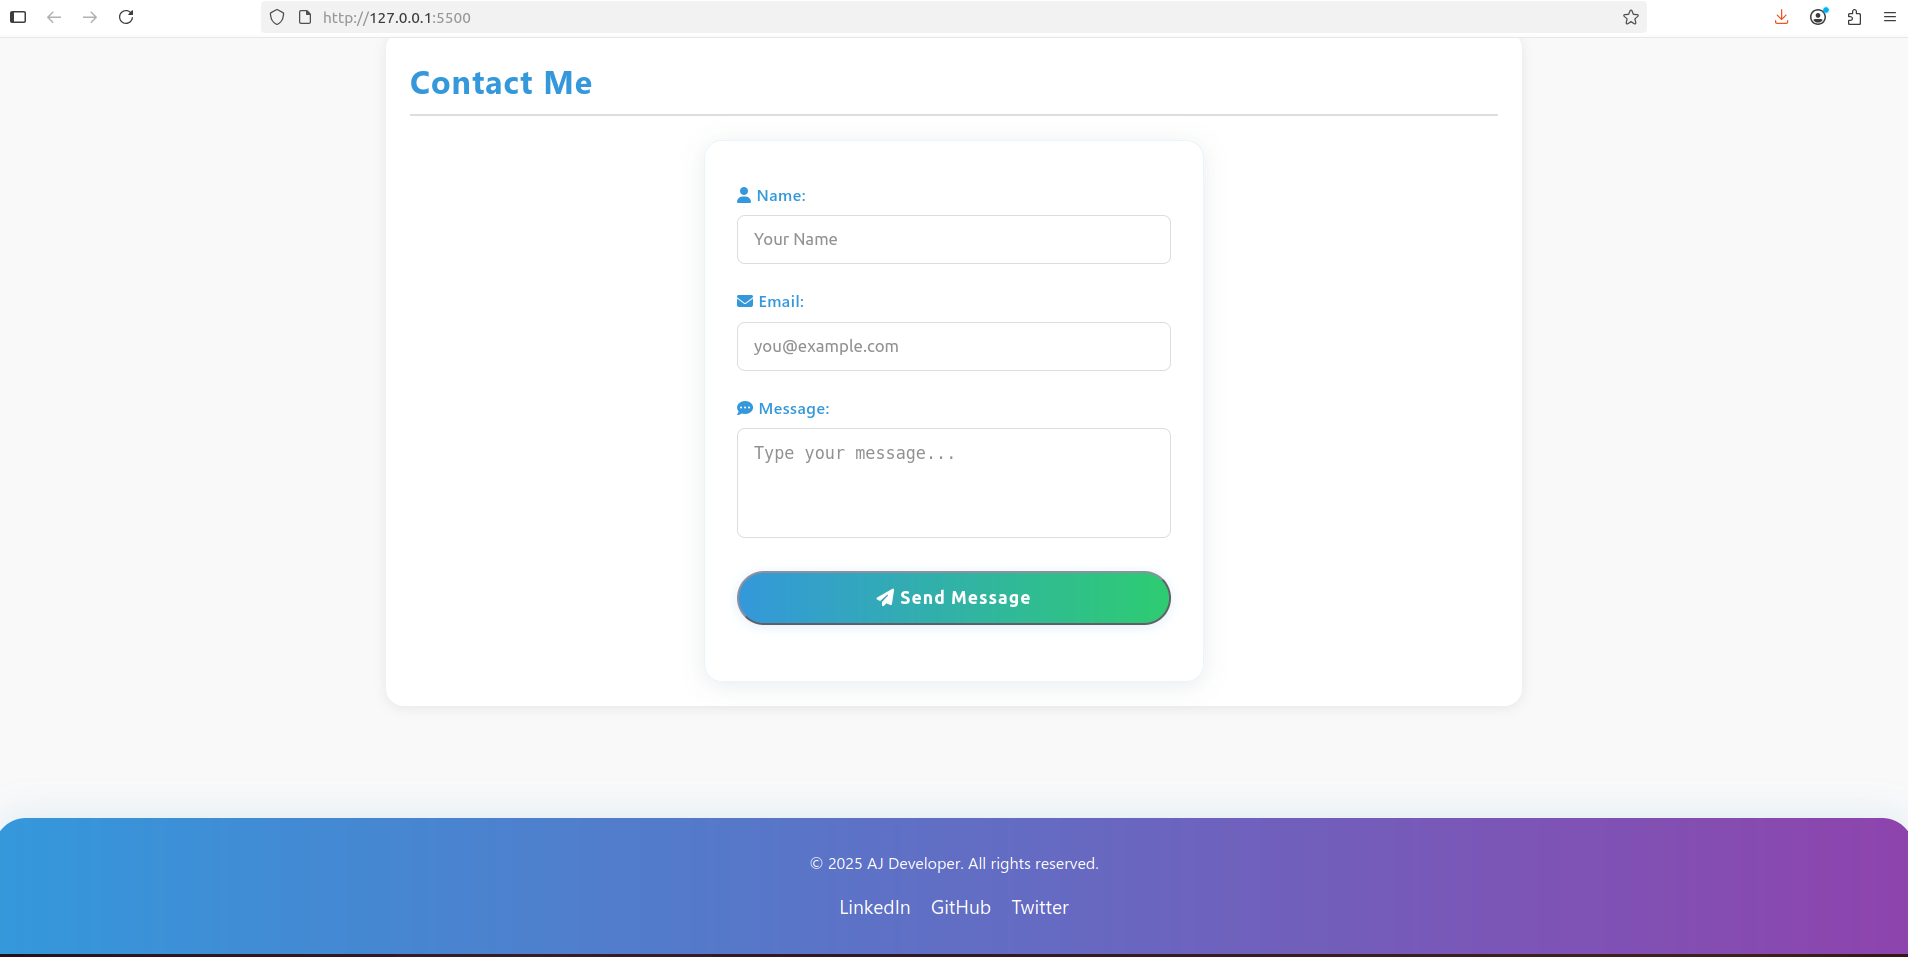 http://127.0.0.1:5500
Contact Me
Name:
Your Name
Email:
you@example.com
Message:
Type your message...
Send Message
© 2025 AJ Developer. All rights reserved.
LinkedIn GitHub Twitter